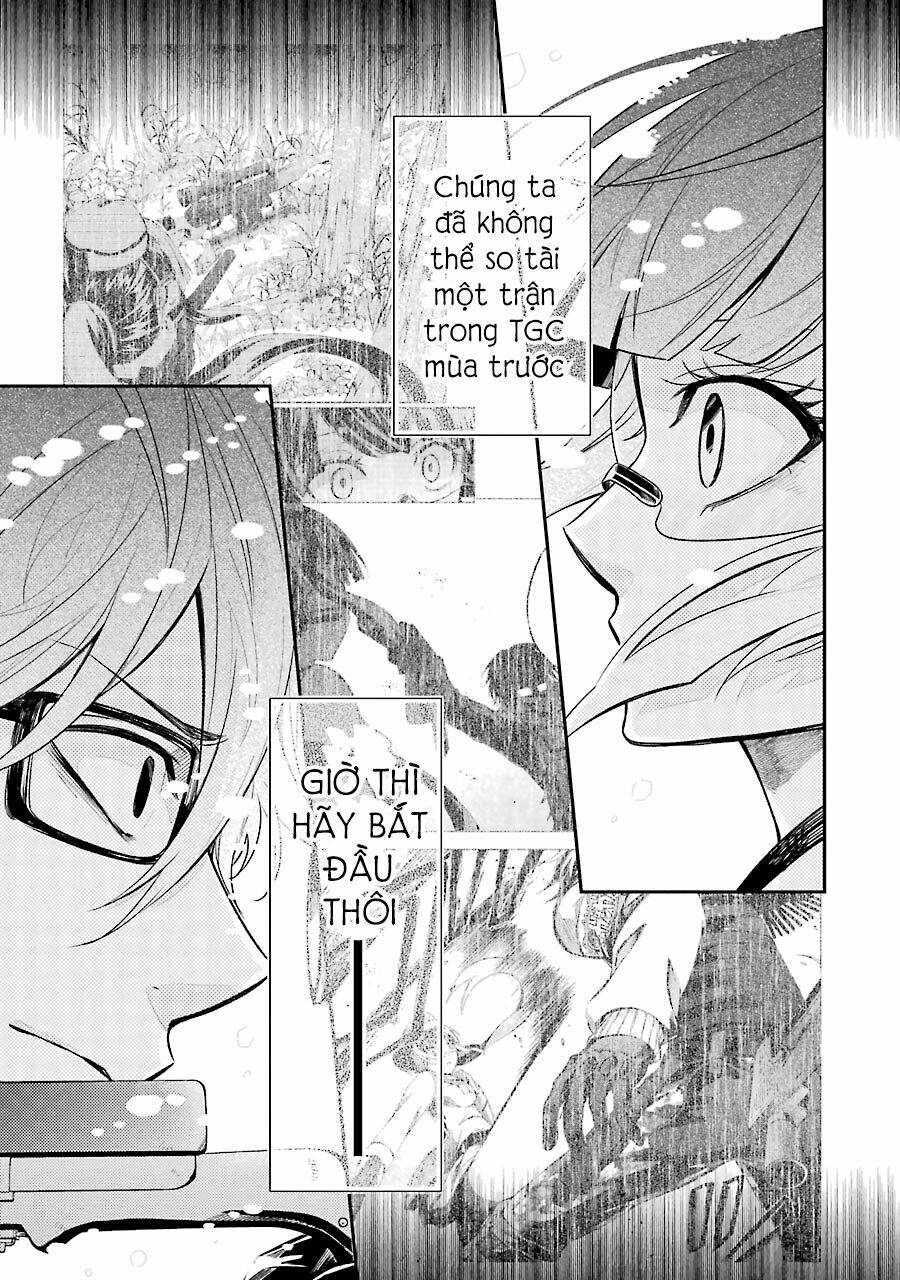 Chúng ta
đã không
thể so tài
một trận
trong TGC
mùa trước
GIỜ THÌ
HÃY BẮT
ĐẦU
THÔI